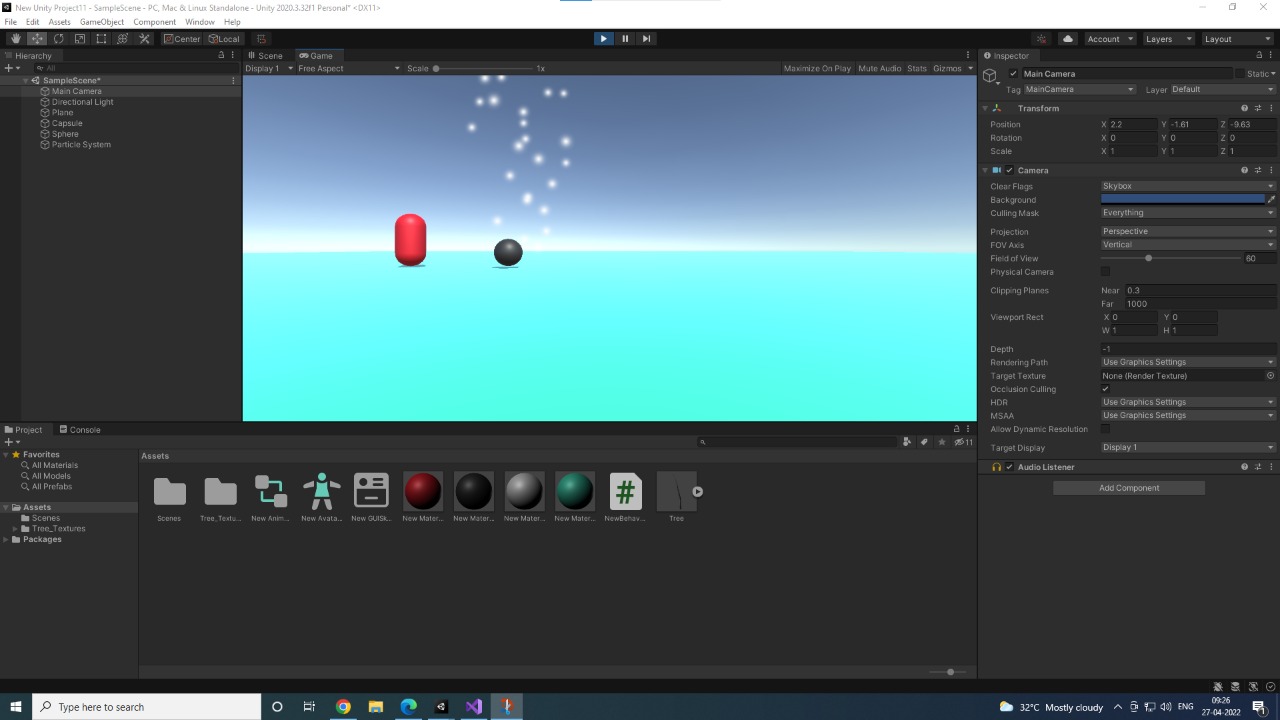 New Unity Project11 - SampleScene - PC, Mac & Linux Standalone - Unity 2020.3.32f1 Personal* <DX11>
File Edit Assets GameObject Component Window Help
Center Local Account Layers Layout
Hierarchy
All
SampleScene*
Main Camera
Directional Light
Plane
Capsule
Sphere
Particle System
Scene Game
Display 1 Free Aspect Scale 1x Maximize On Play Mute Audio Stats Gizmos
Inspector
Main Camera Static
Tag MainCamera Layer Default
Transform
Position X 2.2 Y -1.61 Z -9.63
Rotation X 0 Y 0 Z 0
Scale X 1 Y 1 Z 1
Camera
Clear Flags Skybox
Background
Culling Mask Everything
Projection Perspective
FOV Axis Vertical
Field of View 60
Physical Camera
Clipping Planes Near 0.3
Far 1000
Viewport Rect X 0 Y 0
W 1 H 1
Depth -1
Rendering Path Use Graphics Settings
Target Texture None (Render Texture)
Occlusion Culling
HDR Use Graphics Settings
MSAA Use Graphics Settings
Allow Dynamic Resolution
Target Display Display 1
Audio Listener
Add Component
Project Console
11
Favorites
All Materials
All Models
All Prefabs
Assets
Scenes
Tree_Textures
Packages
Assets
Scenes Tree_Textu... New Anim... New Avata... New GUISk... New Mater... New Mater... New Mater... New Mater... NewBehav... Tree
Type here to search
32°C Mostly cloudy ENG 09:26
27-04-2022